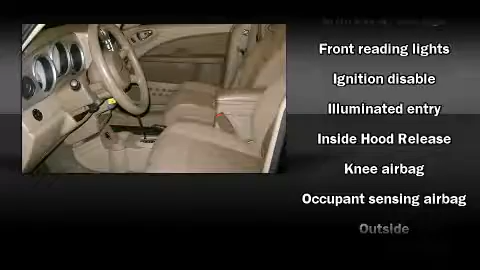 Front reading lights
Ignition disable
Illuminated entry
Inside Hood Release
Knee airbag
Occupant sensing airbag
Outside